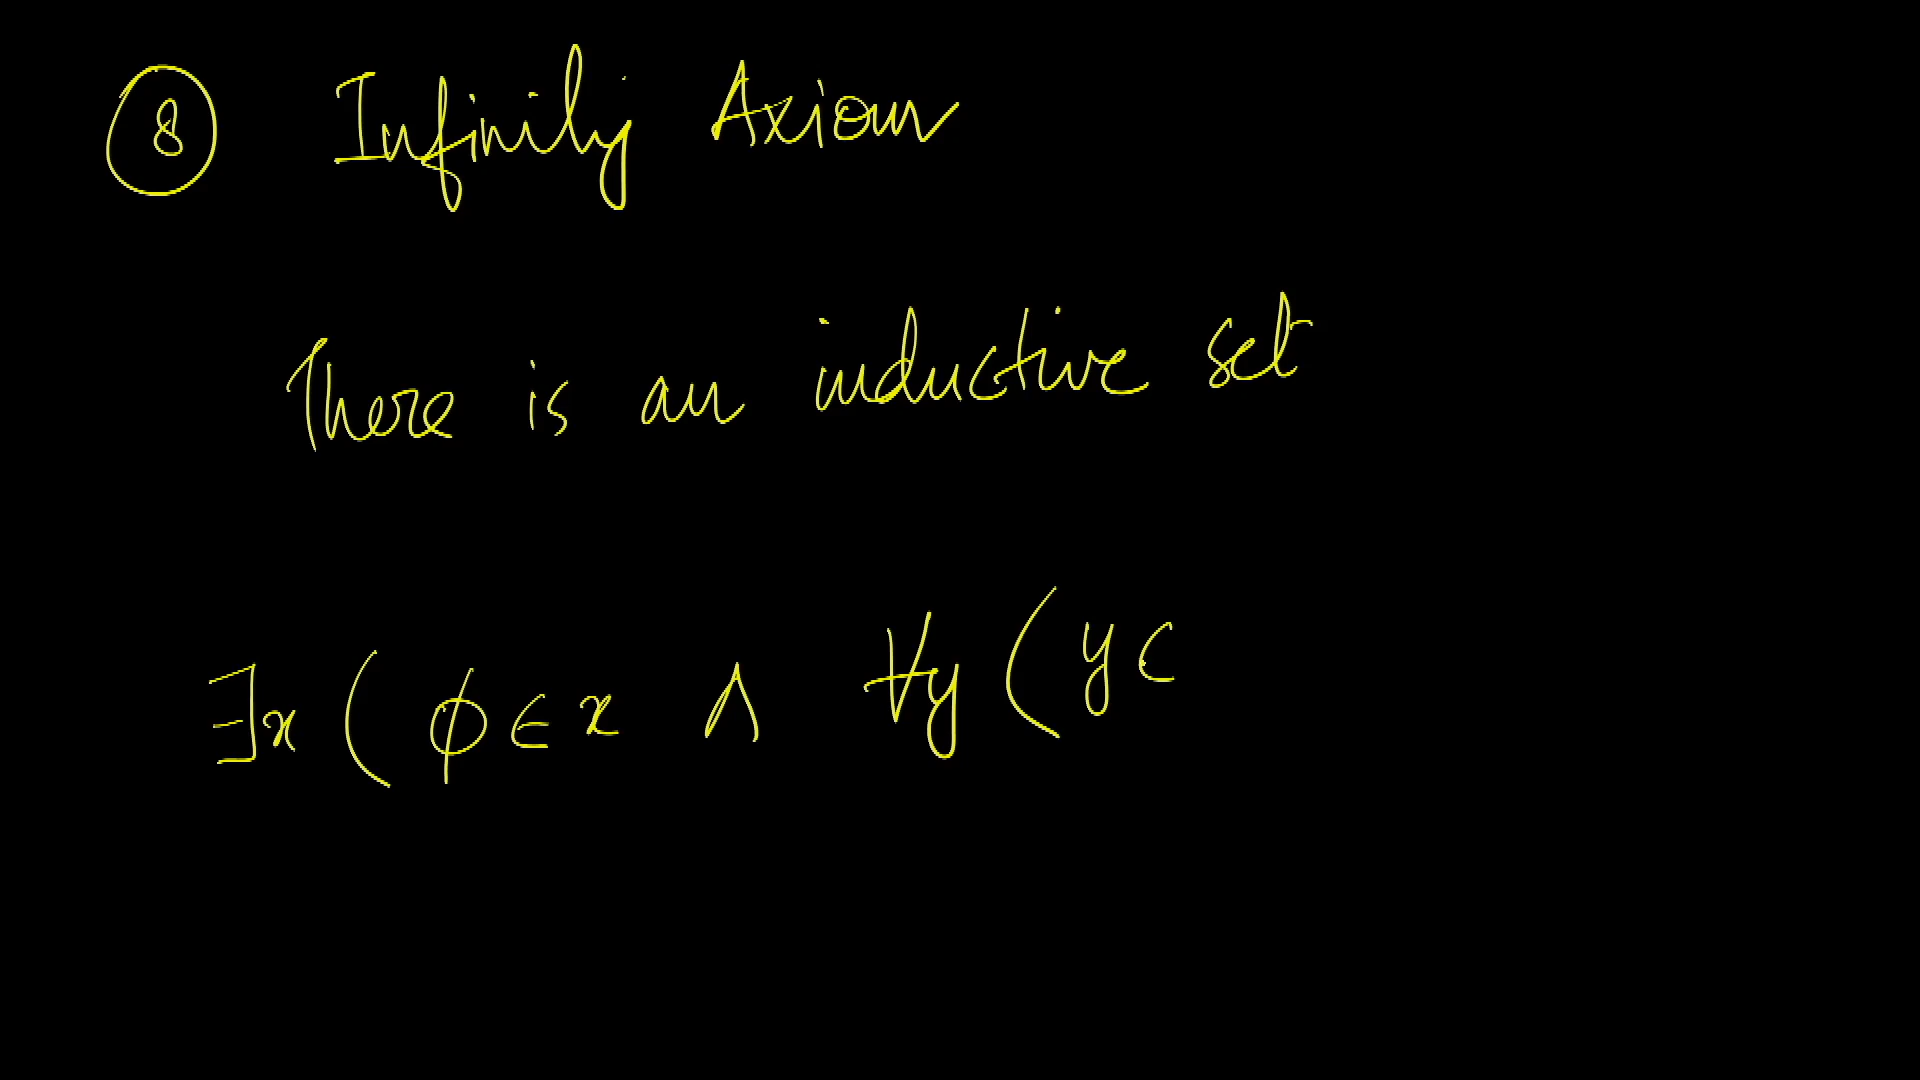 8 Infinity Axiom
There is an inductive set
∃x ( ϕ ∈ x ∧ ∀y ( y ⊂